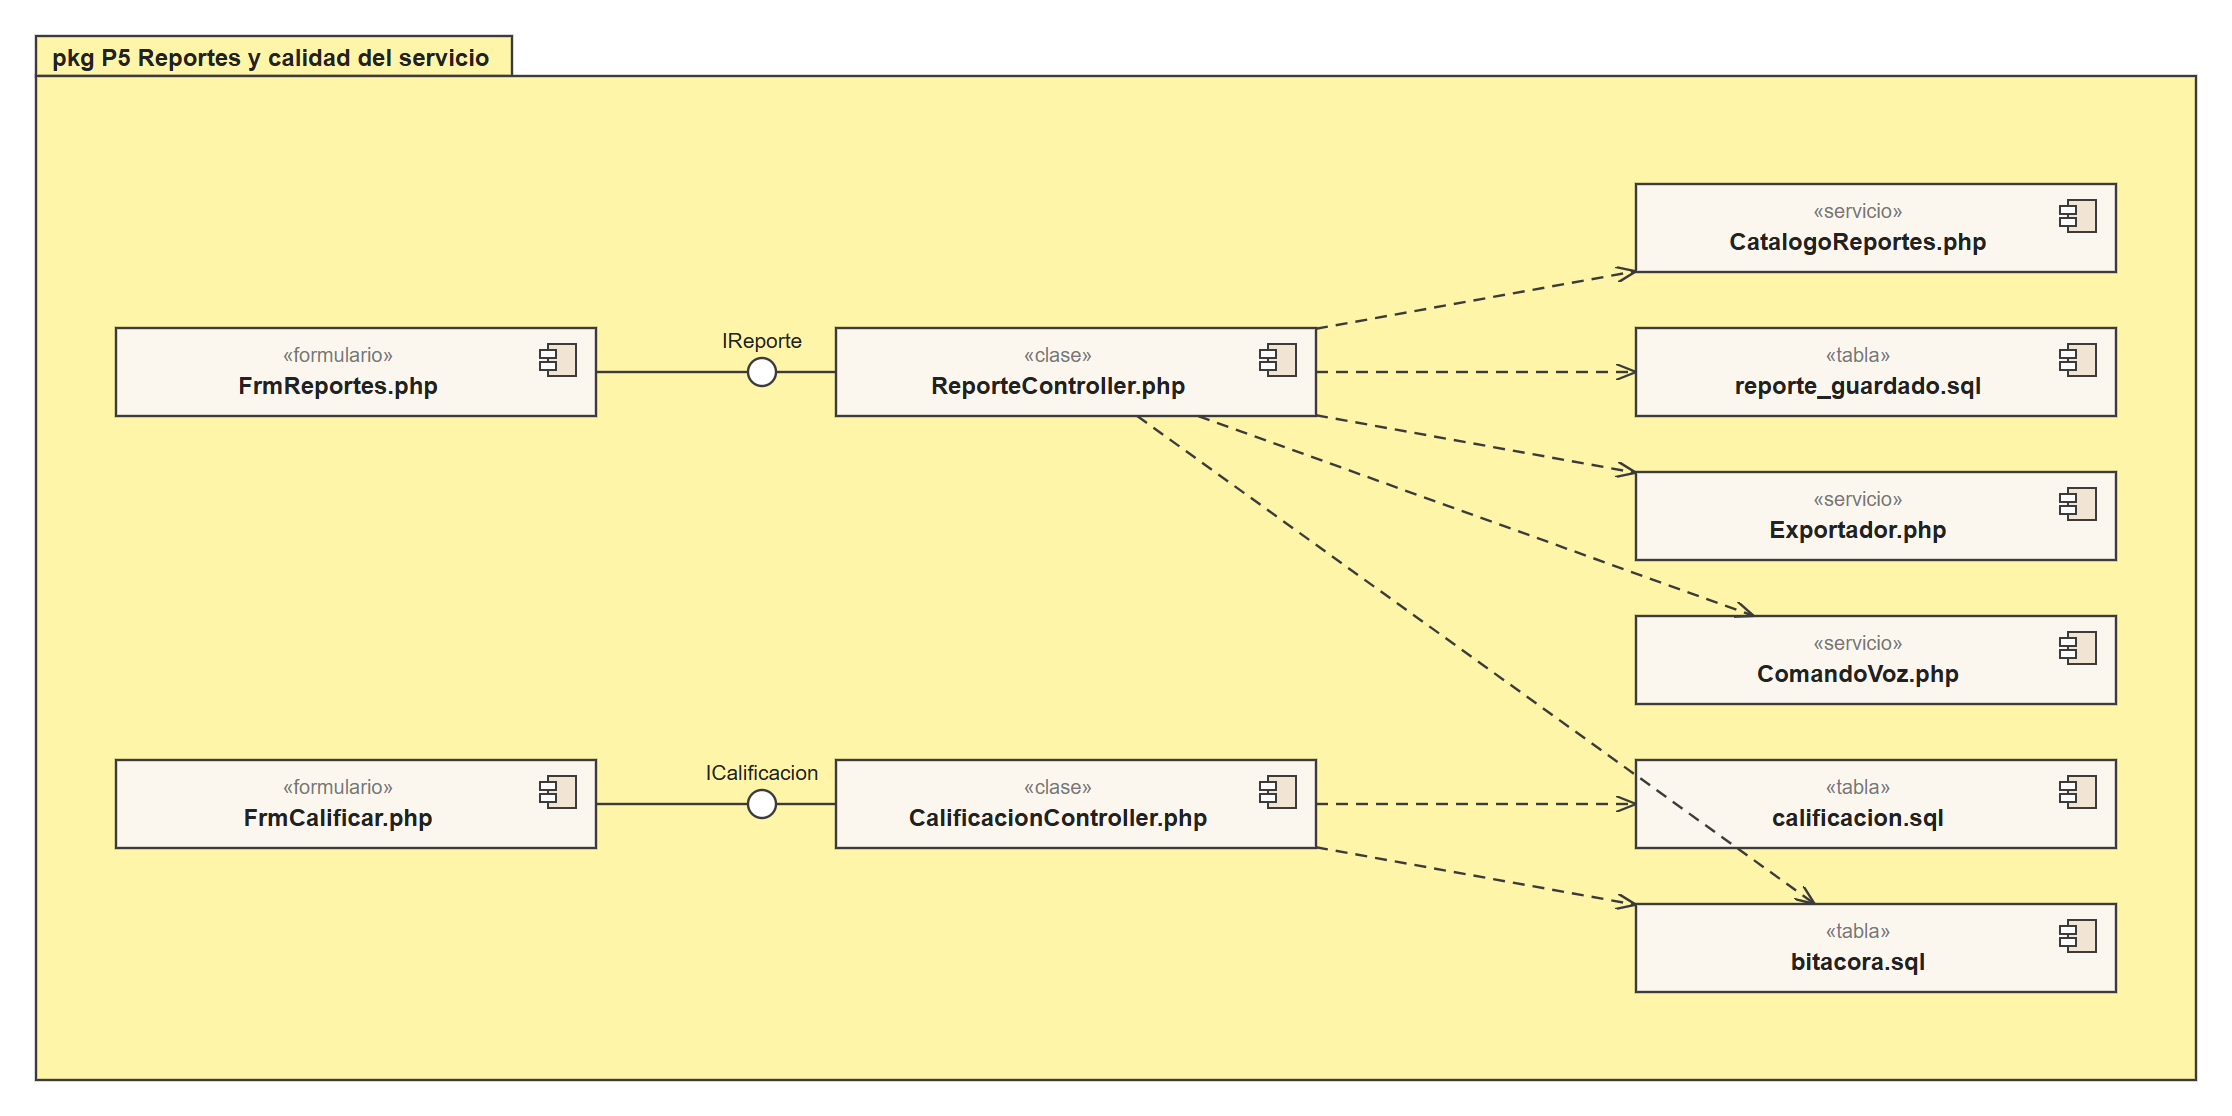 pkg P5 Reportes y calidad del servicio
«servicio»
CatalogoReportes.php
«formulario»
FrmReportes.php
IReporte
«clase»
ReporteController.php
«tabla»
reporte_guardado.sql
«servicio»
Exportador.php
«servicio»
ComandoVoz.php
«formulario»
FrmCalificar.php
ICalificacion
«clase»
CalificacionController.php
«tabla»
calificacion.sql
«tabla»
bitacora.sql